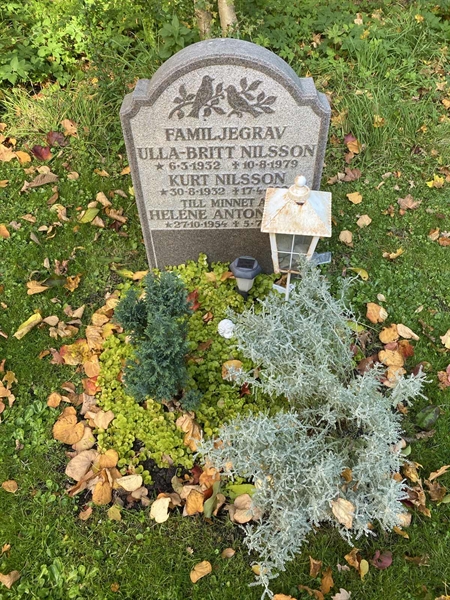 FAMILJEGRAV
ULLA-BRITT NILSSON
* 6-3-1932 ✢ 10-8-1979
KURT NILSSON
* 30-8-1932 ✢ 17-
TILL MINNET
HELENE
* 27-10-1954 ✢